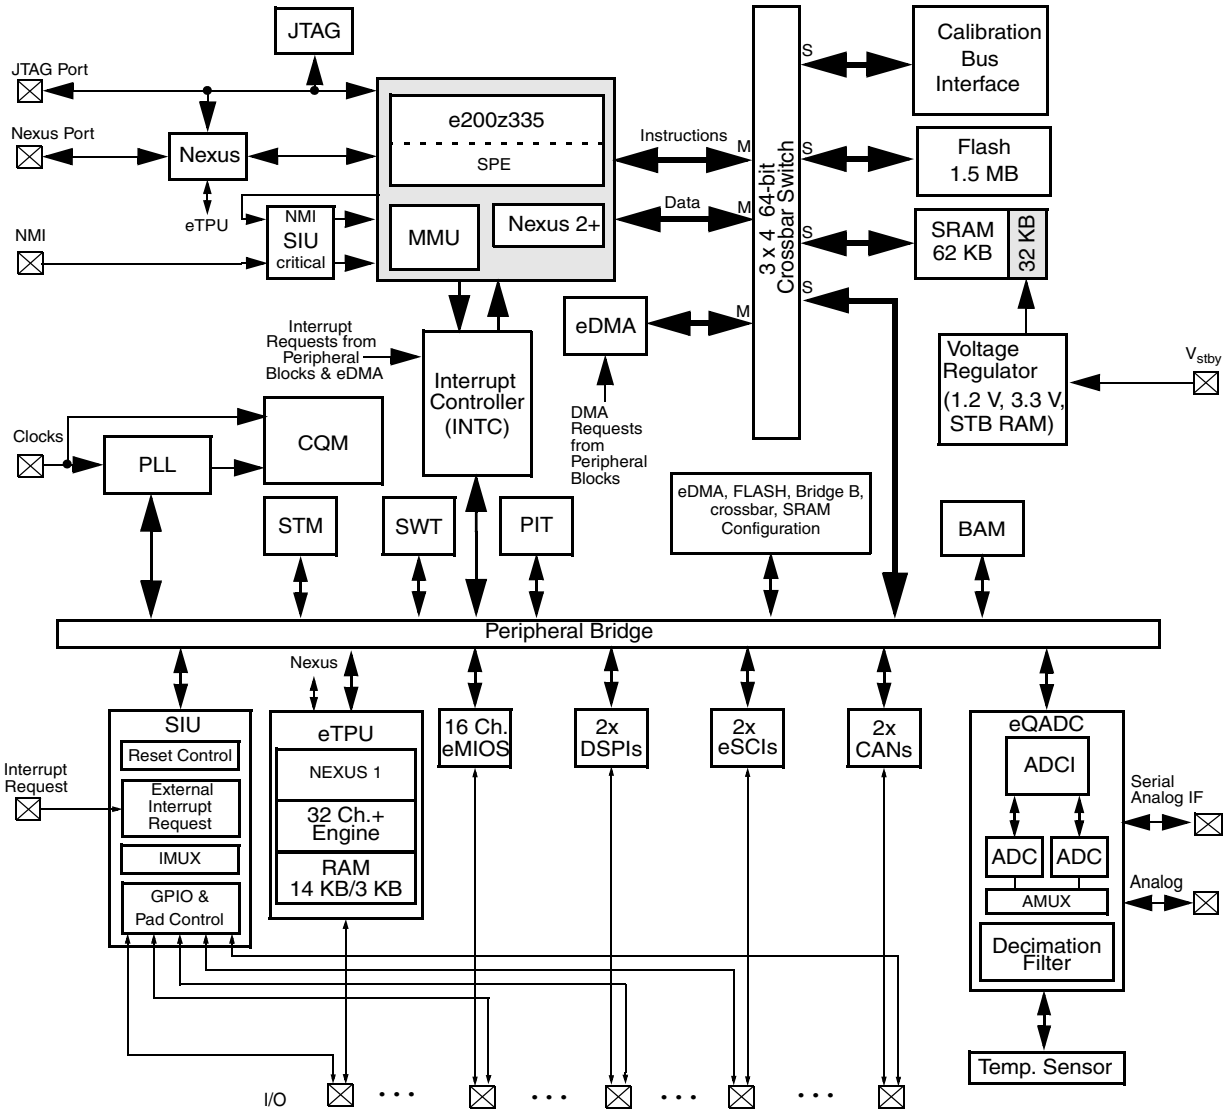 JTAG
JTAG Port
Nexus Port
Nexus
eTPU
NMI
NMI
SIU
critical
e200z335
SPE
MMU
Nexus 2+
Instructions
Data
M
M
M
3 x 4 64-bit
Crossbar Switch
S
S
S
S
Calibration
Bus
Interface
Flash
1.5 MB
SRAM
62 KB
32 KB
Voltage
Regulator
(1.2 V, 3.3 V,
STB RAM)
Vstby
eDMA
DMA
Requests
from
Peripheral
Blocks
Interrupt
Requests from
Peripheral
Blocks & eDMA
Interrupt
Controller
(INTC)
Clocks
PLL
CQM
STM
SWT
PIT
eDMA, FLASH, Bridge B,
crossbar, SRAM
Configuration
BAM
Peripheral Bridge
Nexus
SIU
Reset Control
External
Interrupt
Request
IMUX
GPIO &
Pad Control
Interrupt
Request
eTPU
NEXUS 1
32 Ch.+
Engine
RAM
14 KB/3 KB
16 Ch.
eMIOS
2x
DSPIs
2x
eSCIs
2x
CANs
eQADC
ADCI
ADC
ADC
AMUX
Decimation
Filter
Serial
Analog IF
Analog
Temp. Sensor
I/O
• • •
• • •
• • •
• • •